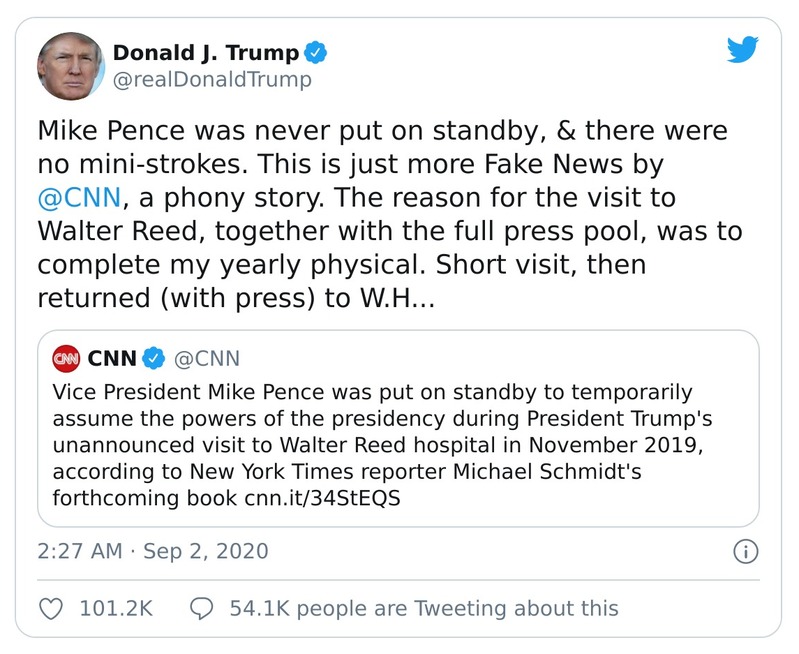 Donald J. Trump
@realDonaldTrump
Mike Pence was never put on standby, & there were
no mini-strokes. This is just more Fake News by
@CNN, a phony story. The reason for the visit to
Walter Reed, together with the full press pool, was to
complete my yearly physical. Short visit, then
returned (with press) to W.H...
CNN CNN @CNN
Vice President Mike Pence was put on standby to temporarily
assume the powers of the presidency during President Trump's
unannounced visit to Walter Reed hospital in November 2019,
according to New York Times reporter Michael Schmidt's
forthcoming book cnn.it/34StEQS
2:27 AM · Sep 2, 2020
101.2K 54.1K people are Tweeting about this